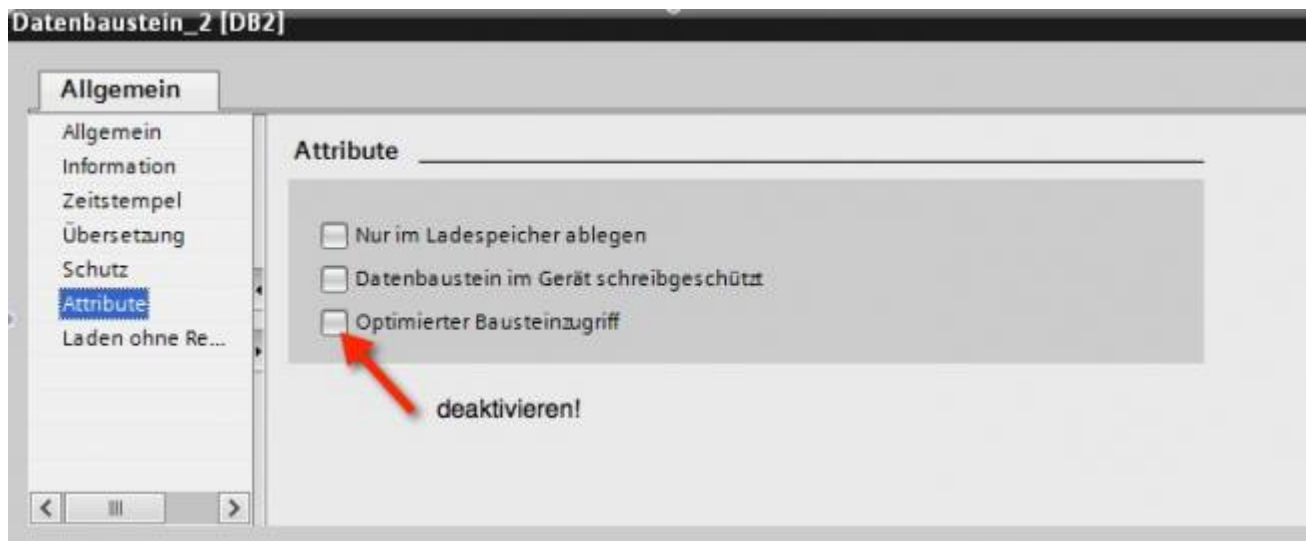 Datenbaustein_2 [DB2]
Allgemein
Allgemein
Information
Zeitstempel
Übersetzung
Schutz
Attribute
Laden ohne Re...
Attribute
Nur im Ladespeicher ablegen
Datenbaustein im Gerät schreibgeschützt
Optimierter Bausteinzugriff
deaktivieren!